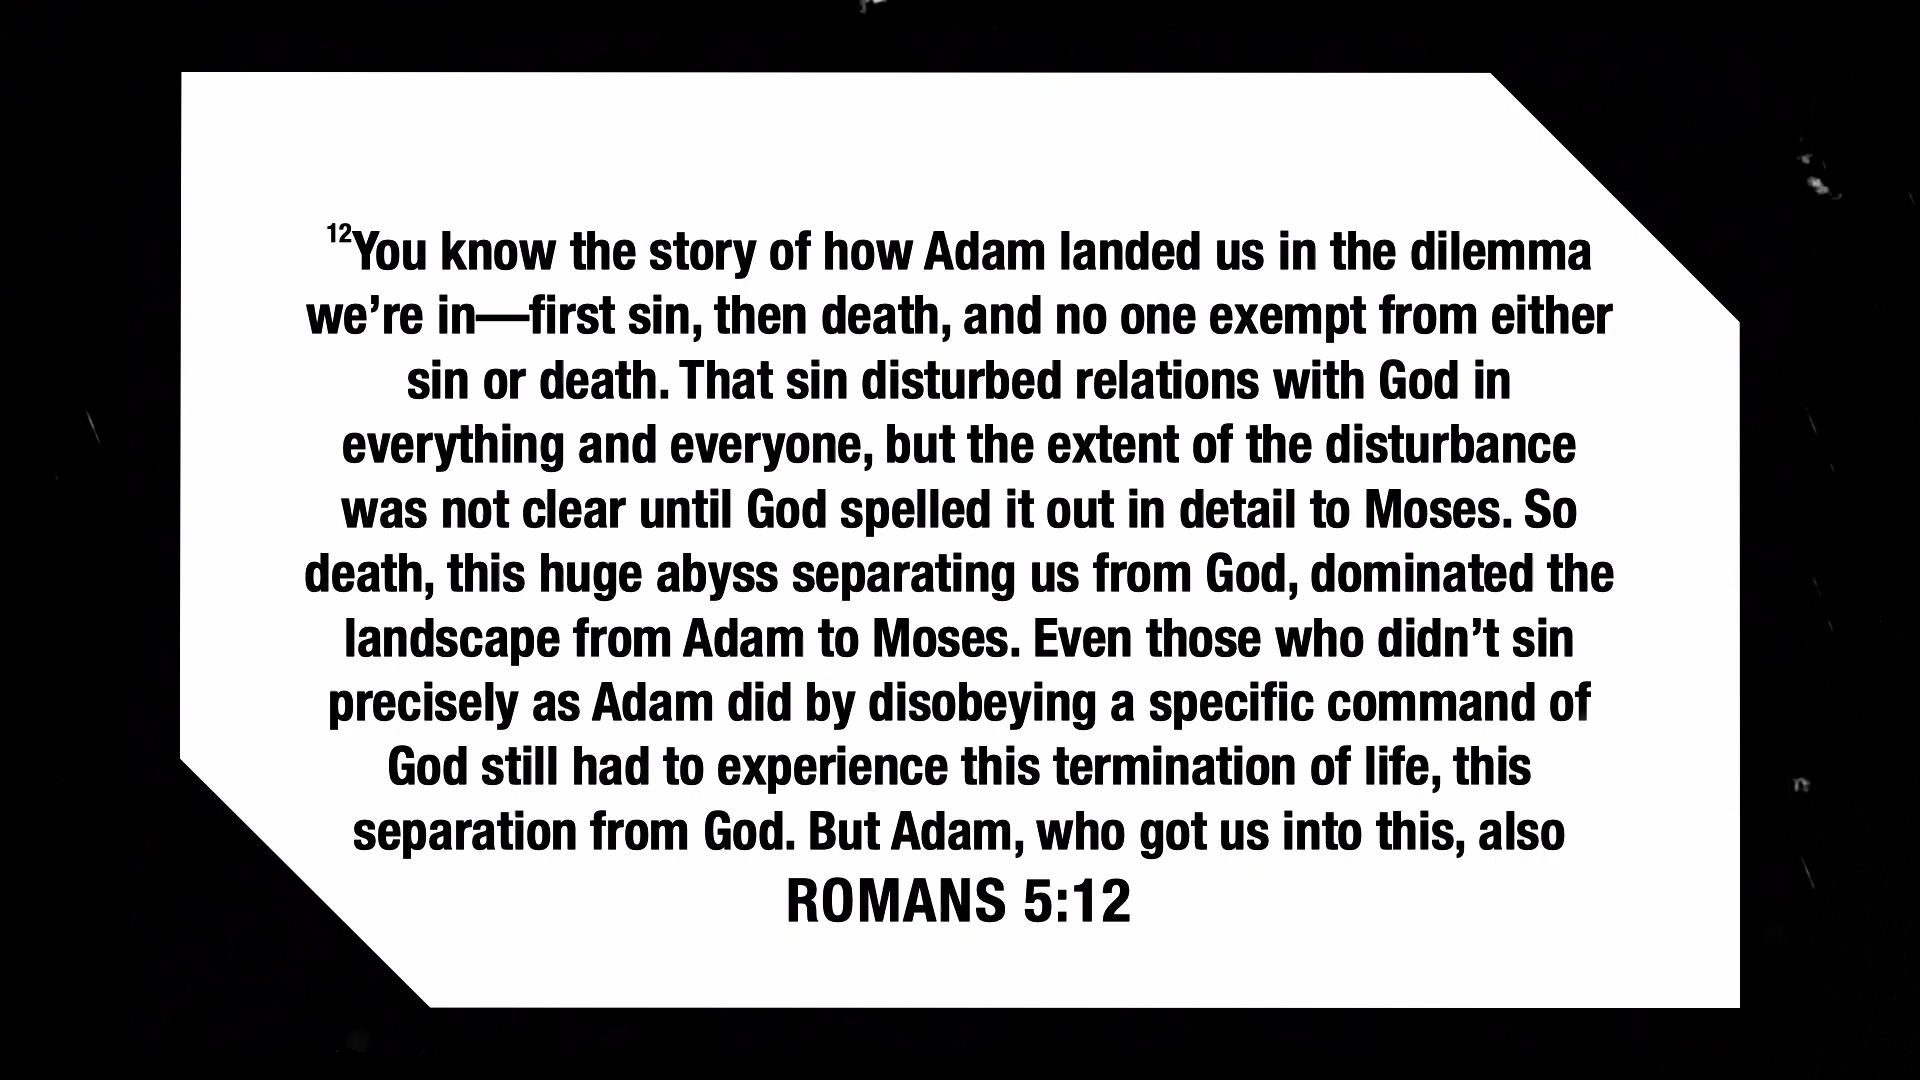 12You know the story of how Adam landed us in the dilemma
we’re in—first sin, then death, and no one exempt from either
sin or death. That sin disturbed relations with God in
everything and everyone, but the extent of the disturbance
was not clear until God spelled it out in detail to Moses. So
death, this huge abyss separating us from God, dominated the
landscape from Adam to Moses. Even those who didn’t sin
precisely as Adam did by disobeying a specific command of
God still had to experience this termination of life, this
separation from God. But Adam, who got us into this, also
ROMANS 5:12